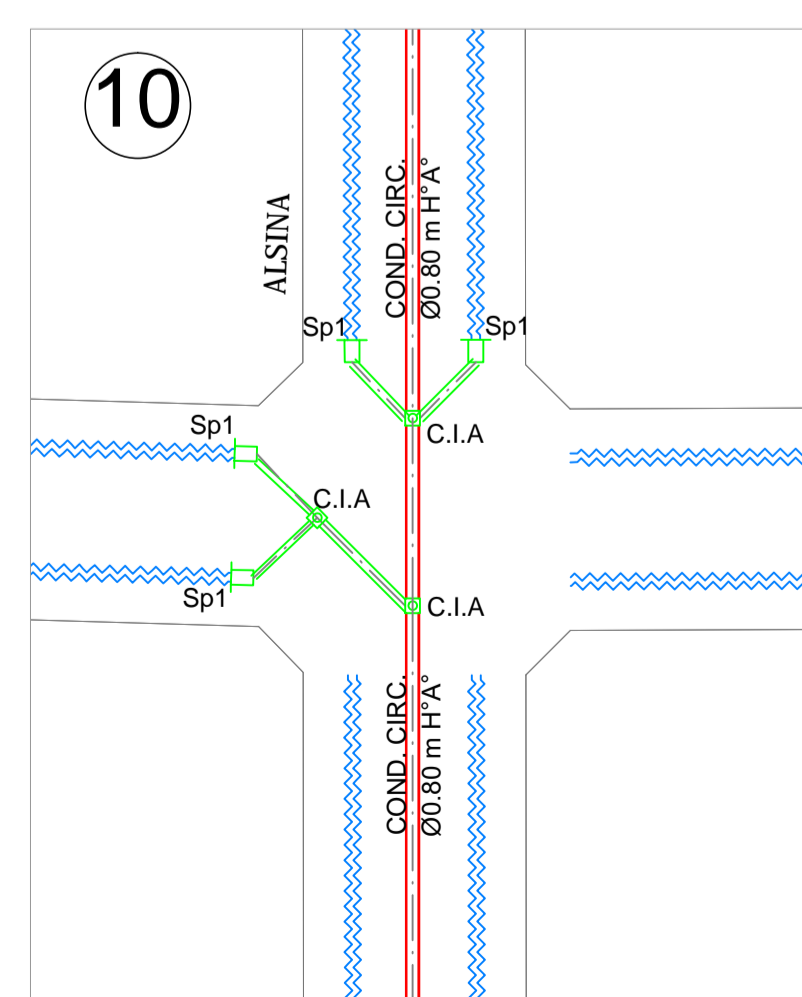 10
ALSINA
COND. CIRC.
Ø0.80 m H°A°
Sp1
Sp1
C.I.A
Sp1
C.I.A
Sp1
C.I.A
COND. CIRC.
Ø0.80 m H°A°